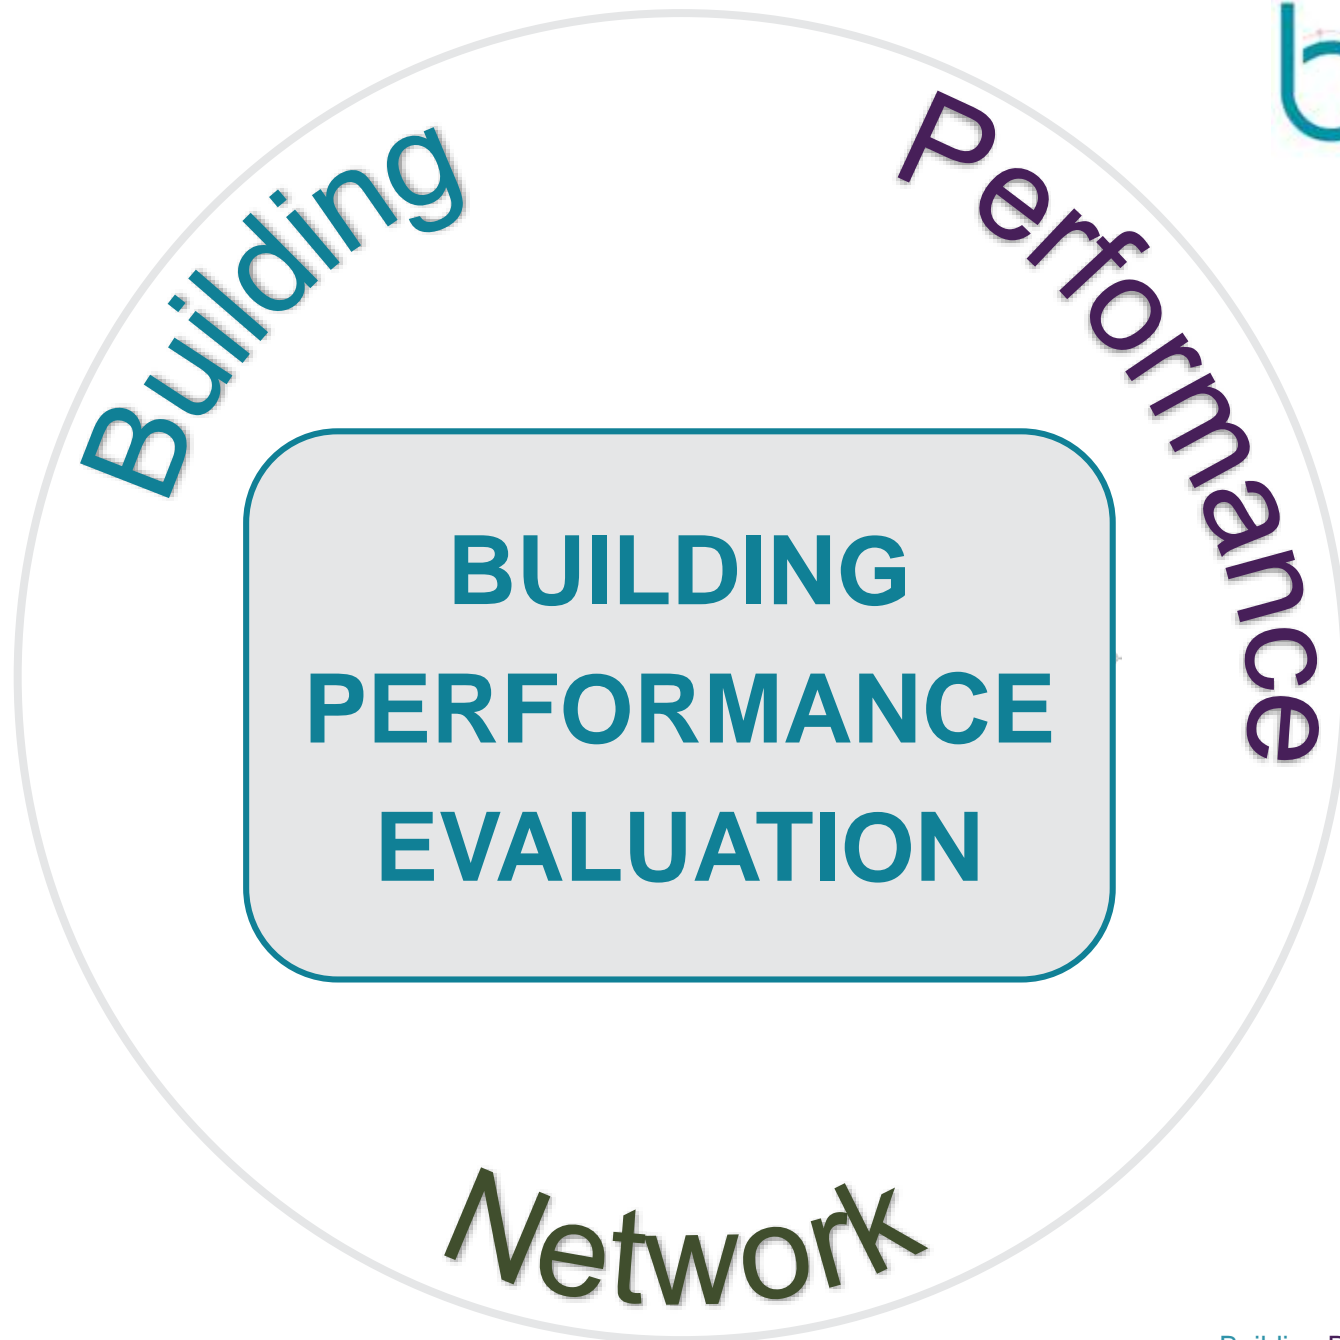 Building
Performance
BUILDING
PERFORMANCE
EVALUATION
Network